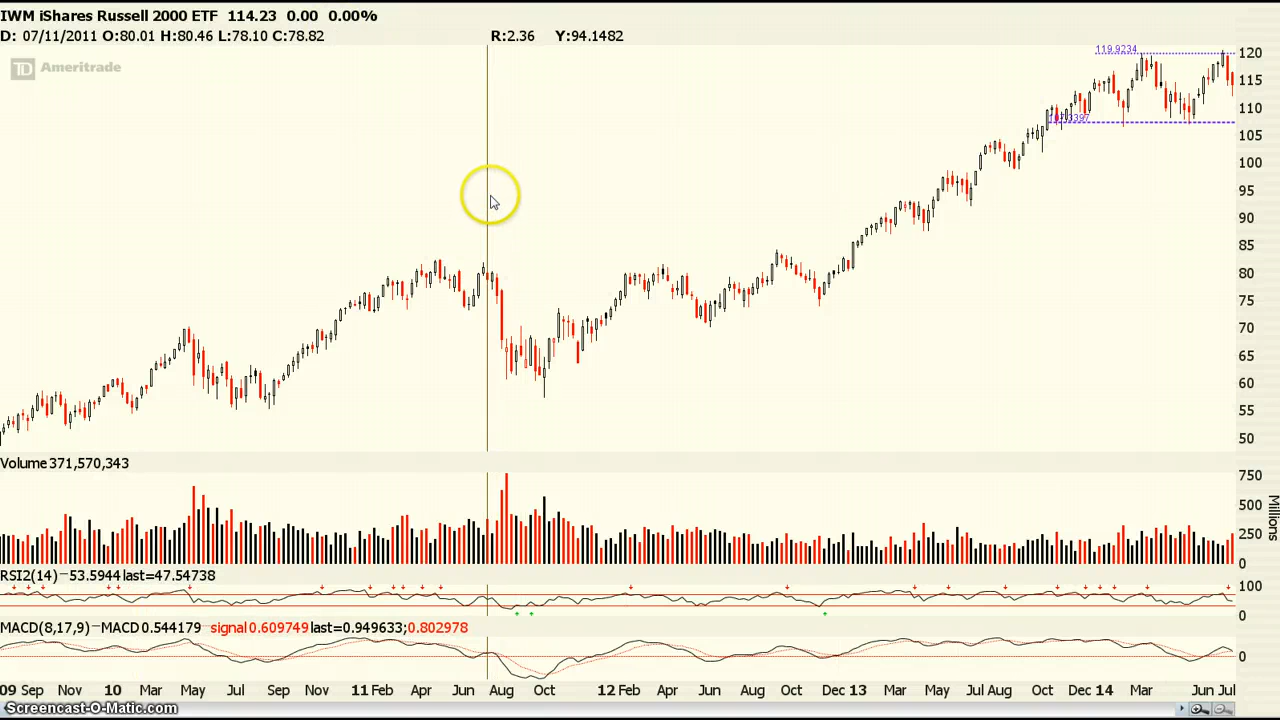 IWM iShares Russell 2000 ETF 114.23 0.00 0.00%
D: 07/11/2011 O:80.01 H:80.46 L:78.10 C:78.82 R:2.36 Y:94.1482
TD Ameritrade
119.9234
120
115
110
105
100
95
90
85
80
75
70
65
60
55
50
Volume 371,570,343
750
500
250
0
Millions
RSI2(14) 53.5944 last=47.54738
100
0
MACD(8,17,9) MACD 0.544179 signal 0.609749 last=0.949633;0.802978
0
09 Sep Nov 10 Mar May Jul Sep Nov 11 Feb Apr Jun Aug Oct 12 Feb Apr Jun Aug Oct Dec 13 Mar May Jul Aug Oct Dec 14 Mar Jun Jul
Screencast-O-Matic.com